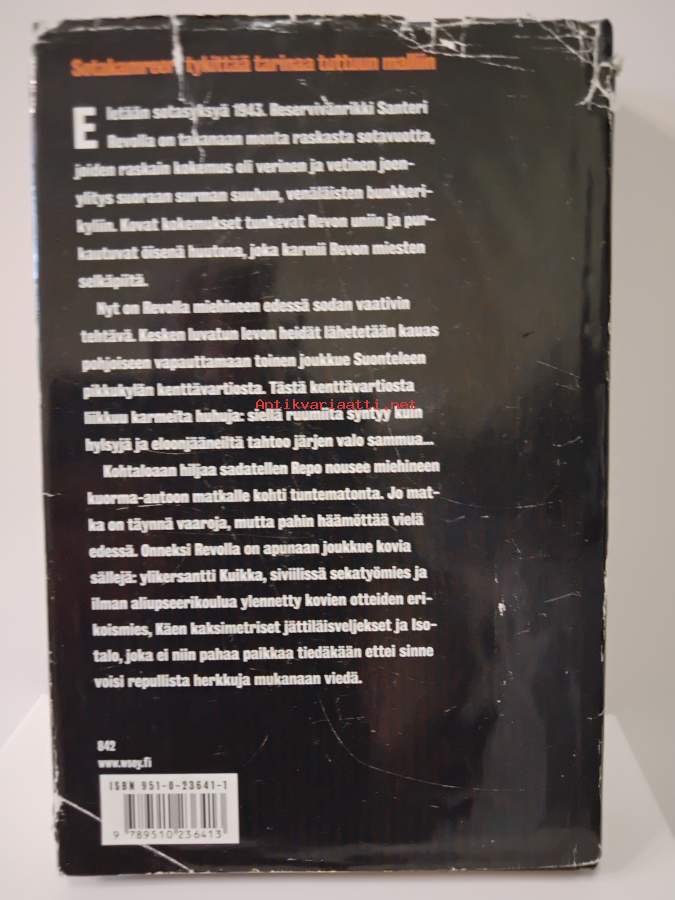 Sotakamreeri tykittää tarinaa tuttuun malliin
Eletään sotasyksyä 1943. Reservivänrikki Santeri
Revolla on takanaan monta raskasta sotavuotta,
joiden raskain kokemus oli verinen ja vetinen joen-
ylitys suoraan surman suuhun, venäläisten bunkkeri-
kyliin. Kovat kokemukset tunkevat Revon uniin ja pur-
kautuvat öisenä huutona, joka karmii Revon miesten
selkäpiitä.
Nyt on Revolla miehineen edessä sodan vaativin
tehtävä. Kesken luvatun levon heidät lähetetään kauas
pohjoiseen vapauttamaan toinen joukkue Suonteleen
pikkukylän kenttävartiosta. Tästä kenttävartiosta
Antikvariaatti.net
liikkuu karmeita huhuja: siellä ruumiita syntyy kuin
hylsyjä ja eloonjääneiltä tahtoo järjen valo sammua...
Kohtaloaan hiljaa sadatellen Repo nousee miehineen
kuorma-autoon matkalle kohti tuntematonta. Jo mat-
ka on täynnä vaaroja, mutta pahin häämöttää vielä
edessä. Onneksi Revolla on apunaan joukkue kovia
sällejä: ylikersantti Kuikka, siviilissä sekatyömies ja
ilman aliupseerikoulua ylennetty kovien otteiden eri-
koismies, Käen kaksimetriset jättiläisveljekset ja Iso-
talo, joka ei niin pahaa paikkaa tiedäkään ettei sinne
voisi repullista herkkuja mukanaan viedä.
842
www.wsoy.fi
ISBN 951-0-23641-1
9 789510 236413